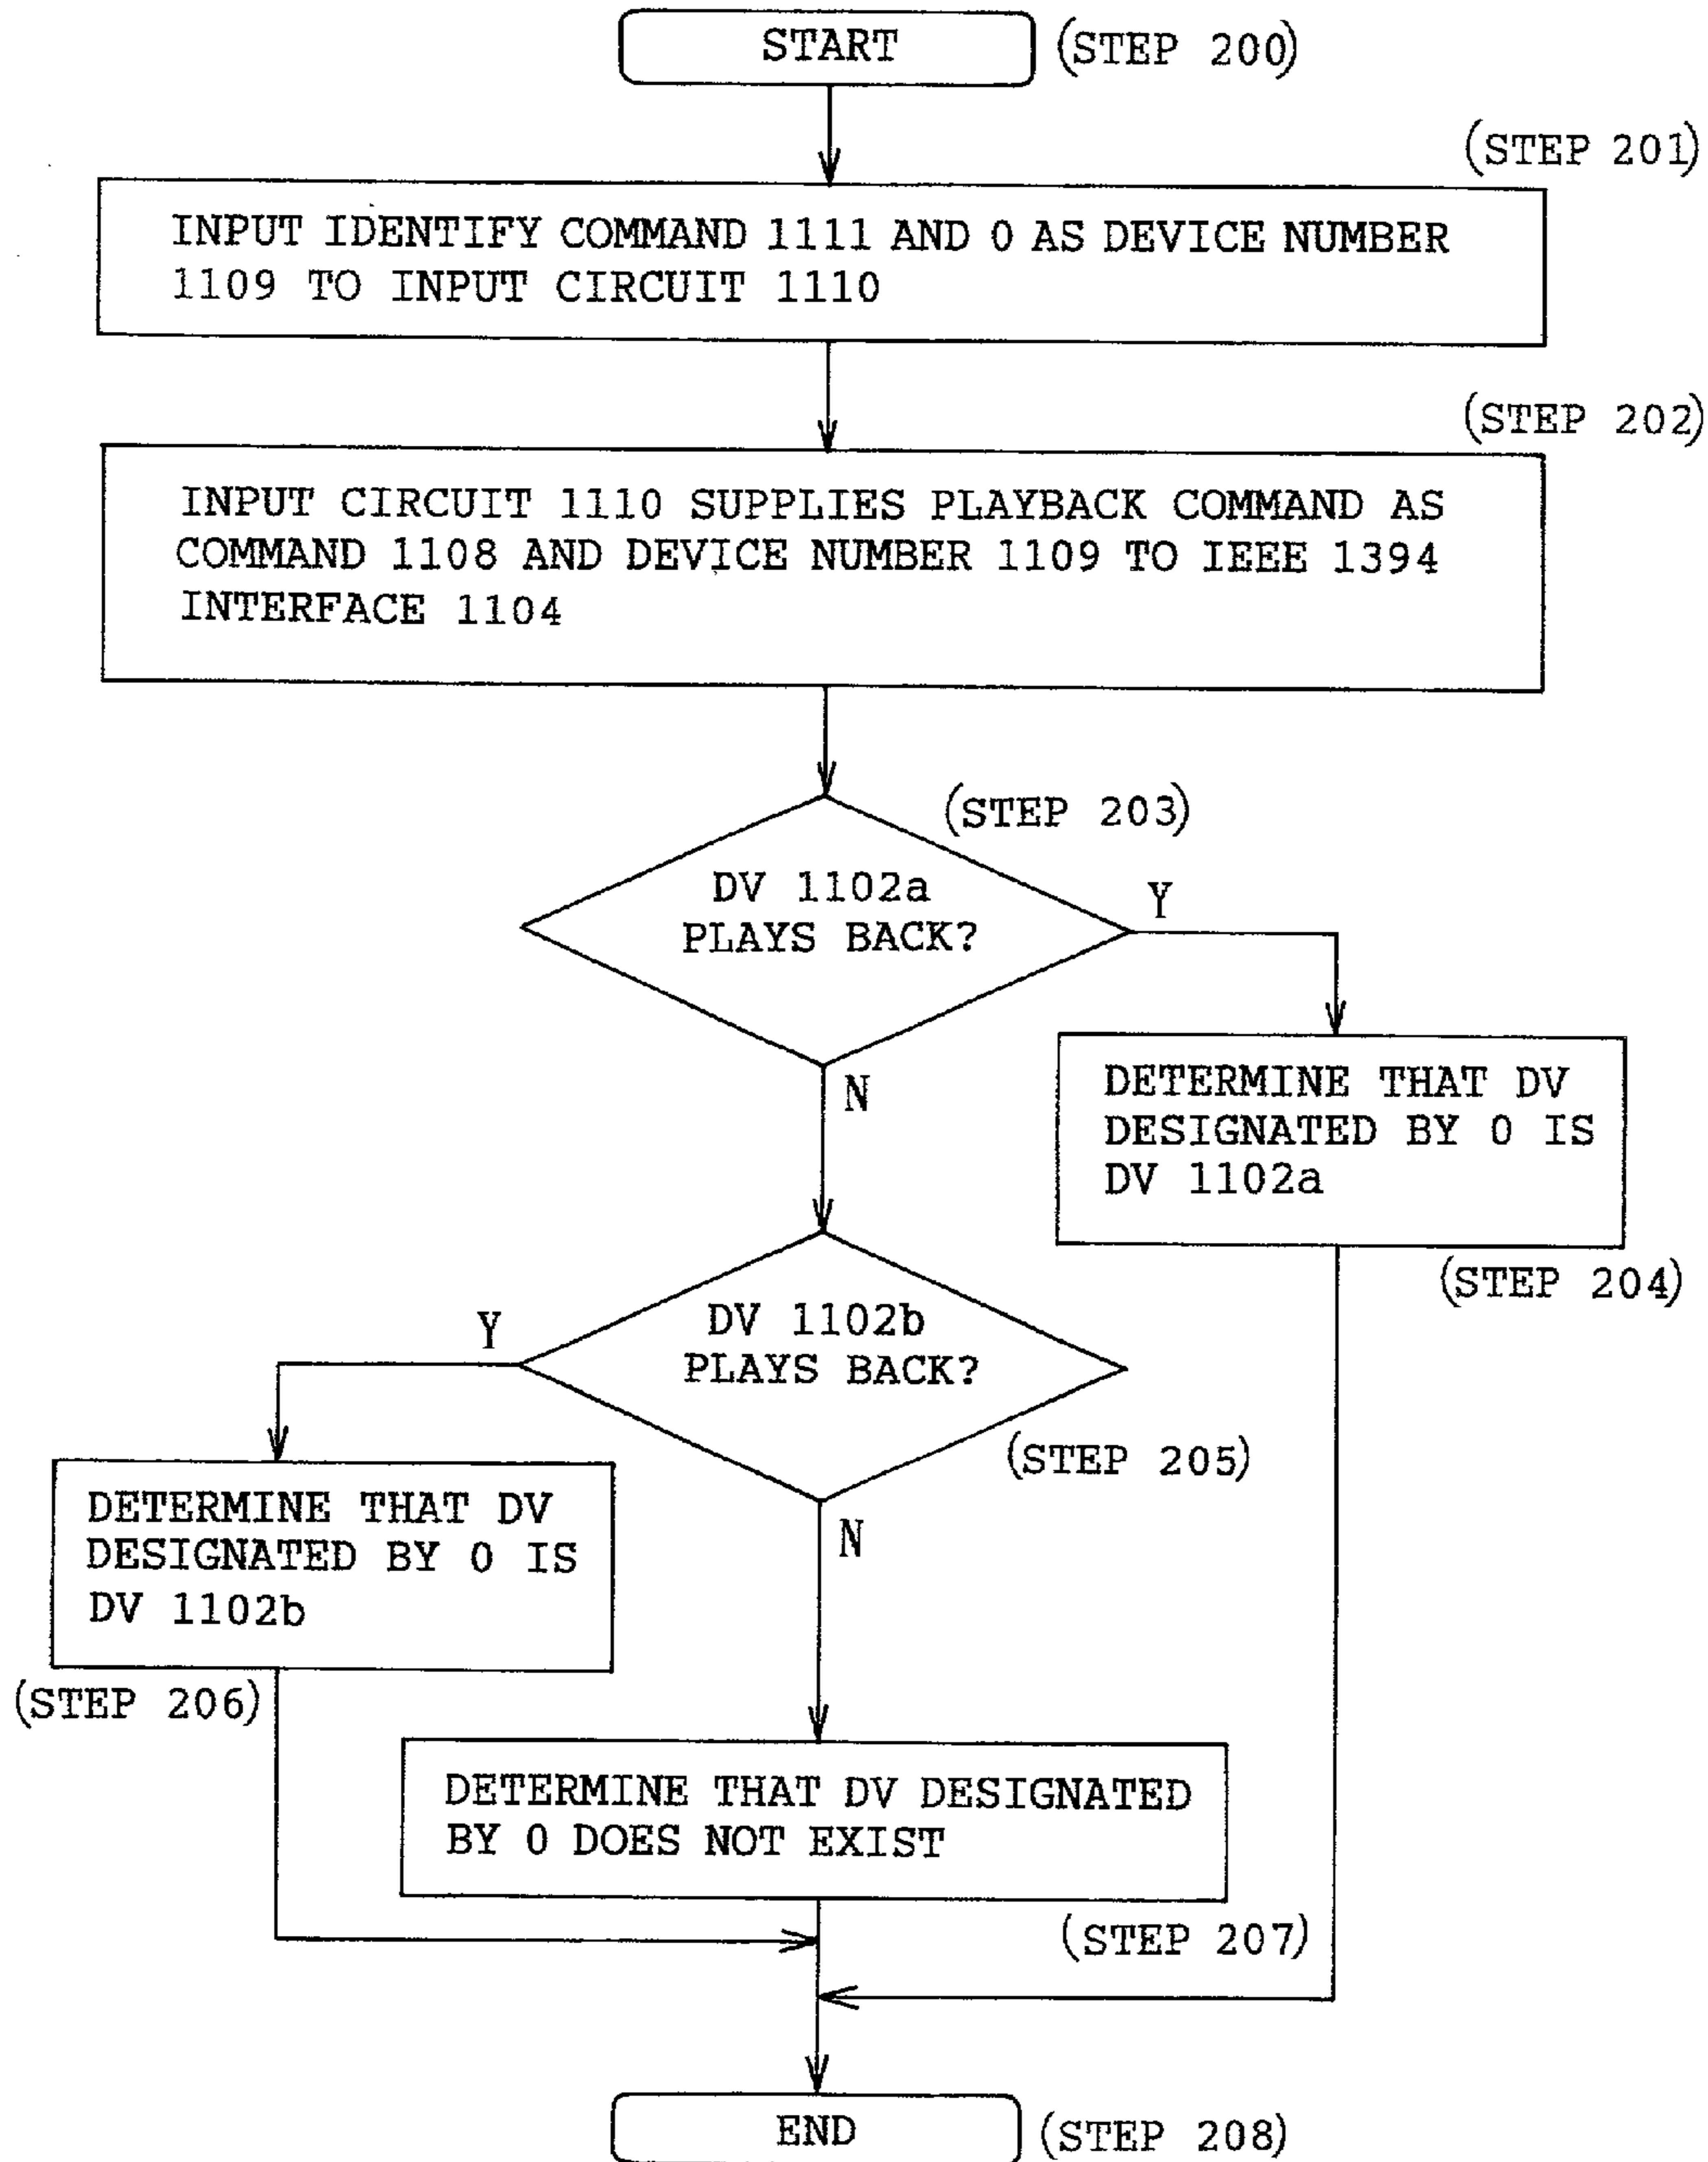 START
(STEP 200)
(STEP 201)
INPUT IDENTIFY COMMAND 1111 AND 0 AS DEVICE NUMBER
1109 TO INPUT CIRCUIT 1110
(STEP 202)
INPUT CIRCUIT 1110 SUPPLIES PLAYBACK COMMAND AS
COMMAND 1108 AND DEVICE NUMBER 1109 TO IEEE 1394
INTERFACE 1104
(STEP 203)
DV 1102a
PLAYS BACK?
Y
N
DETERMINE THAT DV
DESIGNATED BY 0 IS
DV 1102a
(STEP 204)
DV 1102b
PLAYS BACK?
Y
(STEP 205)
N
DETERMINE THAT DV
DESIGNATED BY 0 IS
DV 1102b
(STEP 206)
DETERMINE THAT DV DESIGNATED
BY 0 DOES NOT EXIST
(STEP 207)
END
(STEP 208)